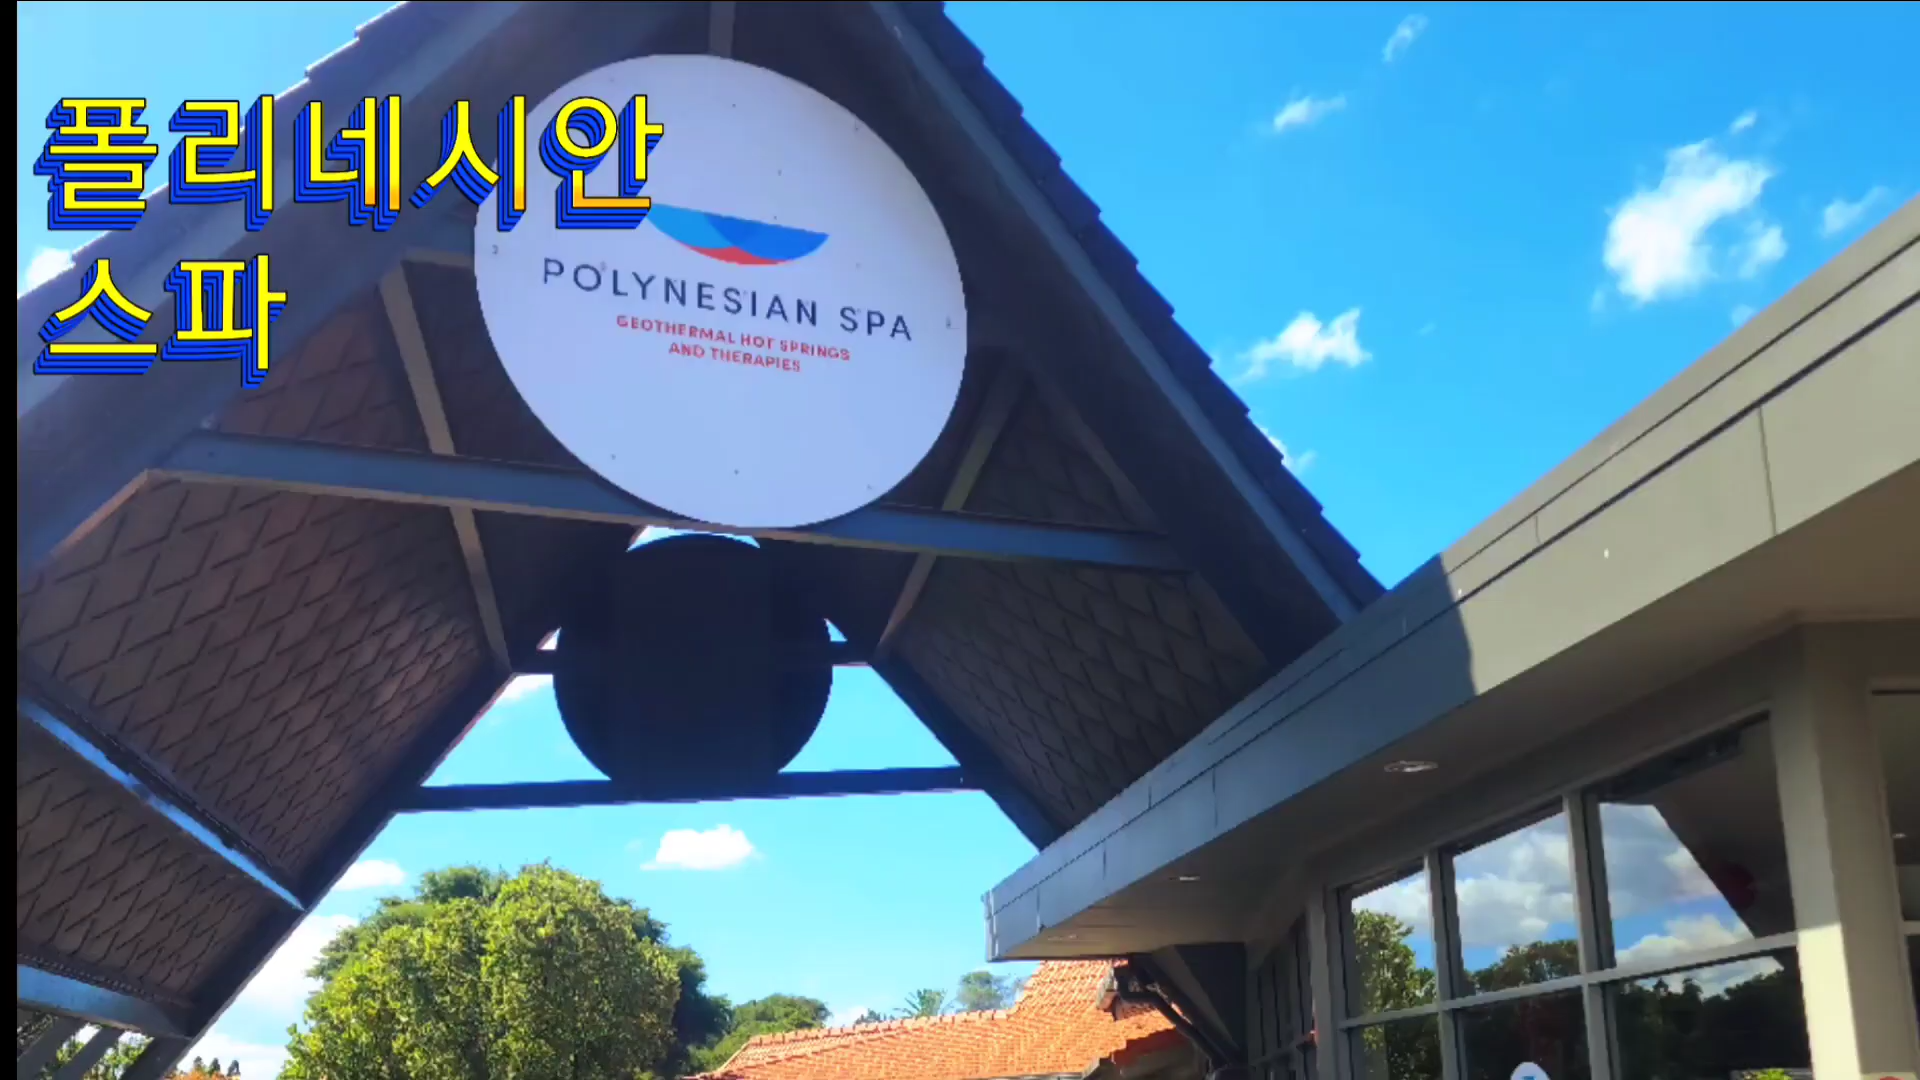 폴리네시안
스파
POLYNESIAN SPA
GEOTHERMAL HOT SPRINGS
AND THERAPIES